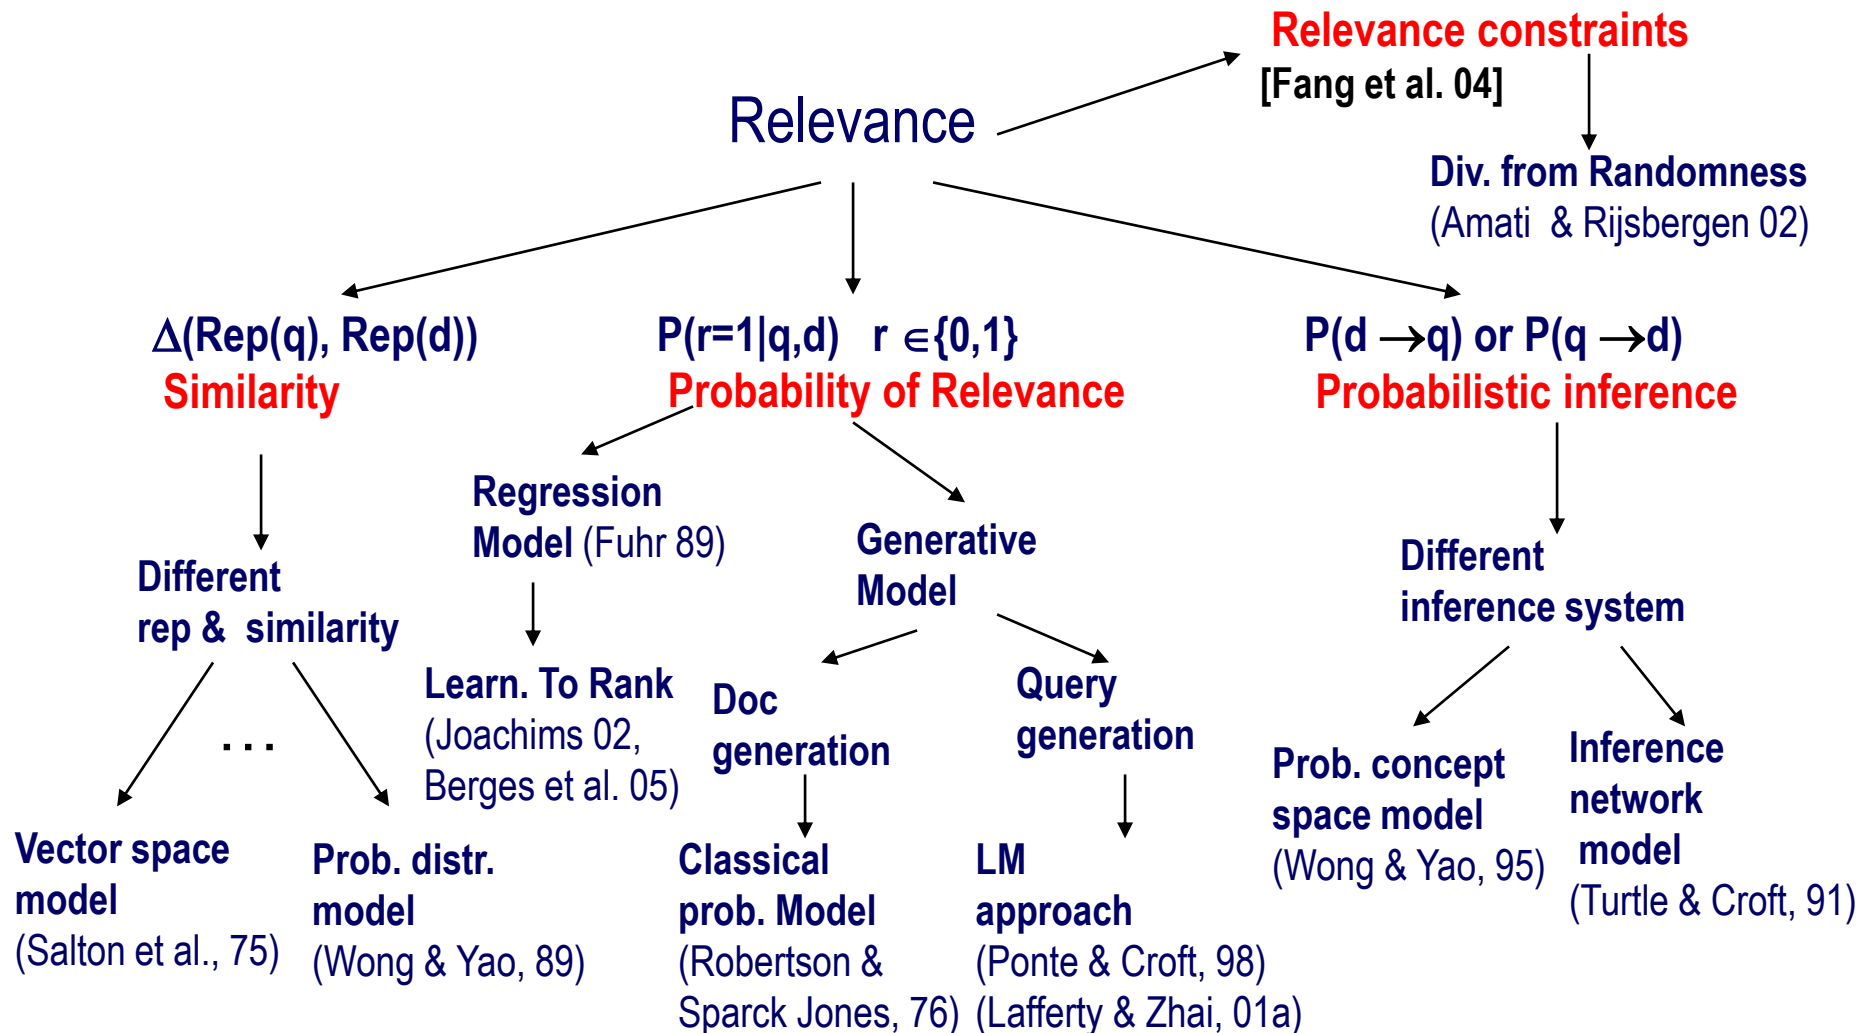 Relevance constraints
[Fang et al. 04]
Relevance
Div. from Randomness
(Amati & Rijsbergen 02)
Δ(Rep(q), Rep(d))
Similarity
P(r=1|q,d) r ∈{0,1}
Probability of Relevance
P(d →q) or P(q →d)
Probabilistic inference
Regression
Model (Fuhr 89)
Generative
Model
Different
rep & similarity
Different
inference system
Learn. To Rank
(Joachims 02,
Berges et al. 05)
Doc
generation
Query
generation
...
Vector space
model
(Salton et al., 75)
Prob. distr.
model
(Wong & Yao, 89)
Classical
prob. Model
(Robertson &
Sparck Jones, 76)
LM
approach
(Ponte & Croft, 98)
(Lafferty & Zhai, 01a)
Prob. concept
space model
(Wong & Yao, 95)
Inference
network
model
(Turtle & Croft, 91)